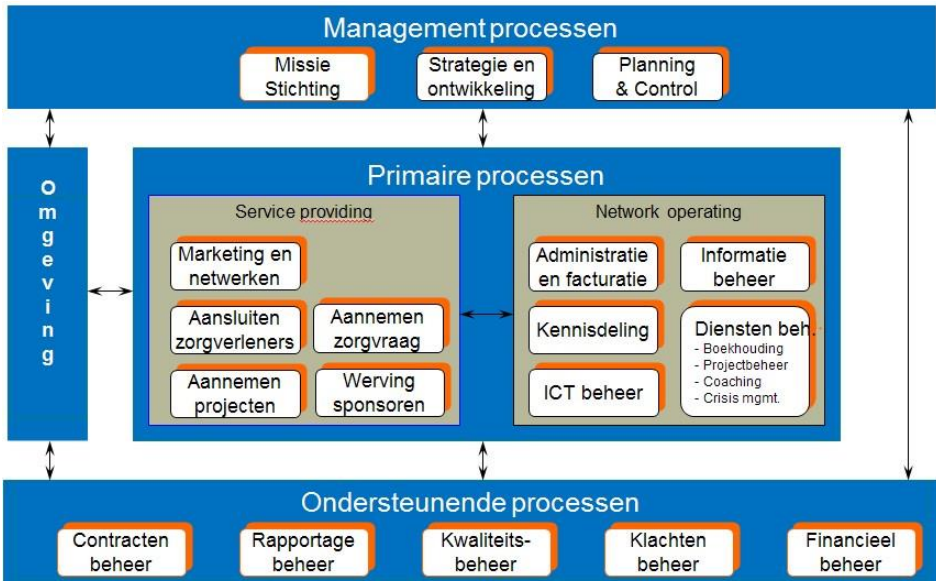 Management processen
Missie
Stichting
Strategie en
ontwikkeling
Planning
& Control
Omgeving
Primaire processen
Service providing
Marketing en
netwerken
Aansluiten
zorgverleners
Aannemen
zorgvraag
Aannemen
projecten
Werving
sponsoren
Network operating
Administratie
en facturatie
Informatie
beheer
Kennisdeling
Diensten beh.
- Boekhouding
- Projectbeheer
- Coaching
- Crisis mgmt.
ICT beheer
Ondersteunende processen
Contracten
beheer
Rapportage
beheer
Kwaliteits-
beheer
Klachten
beheer
Financieel
beheer